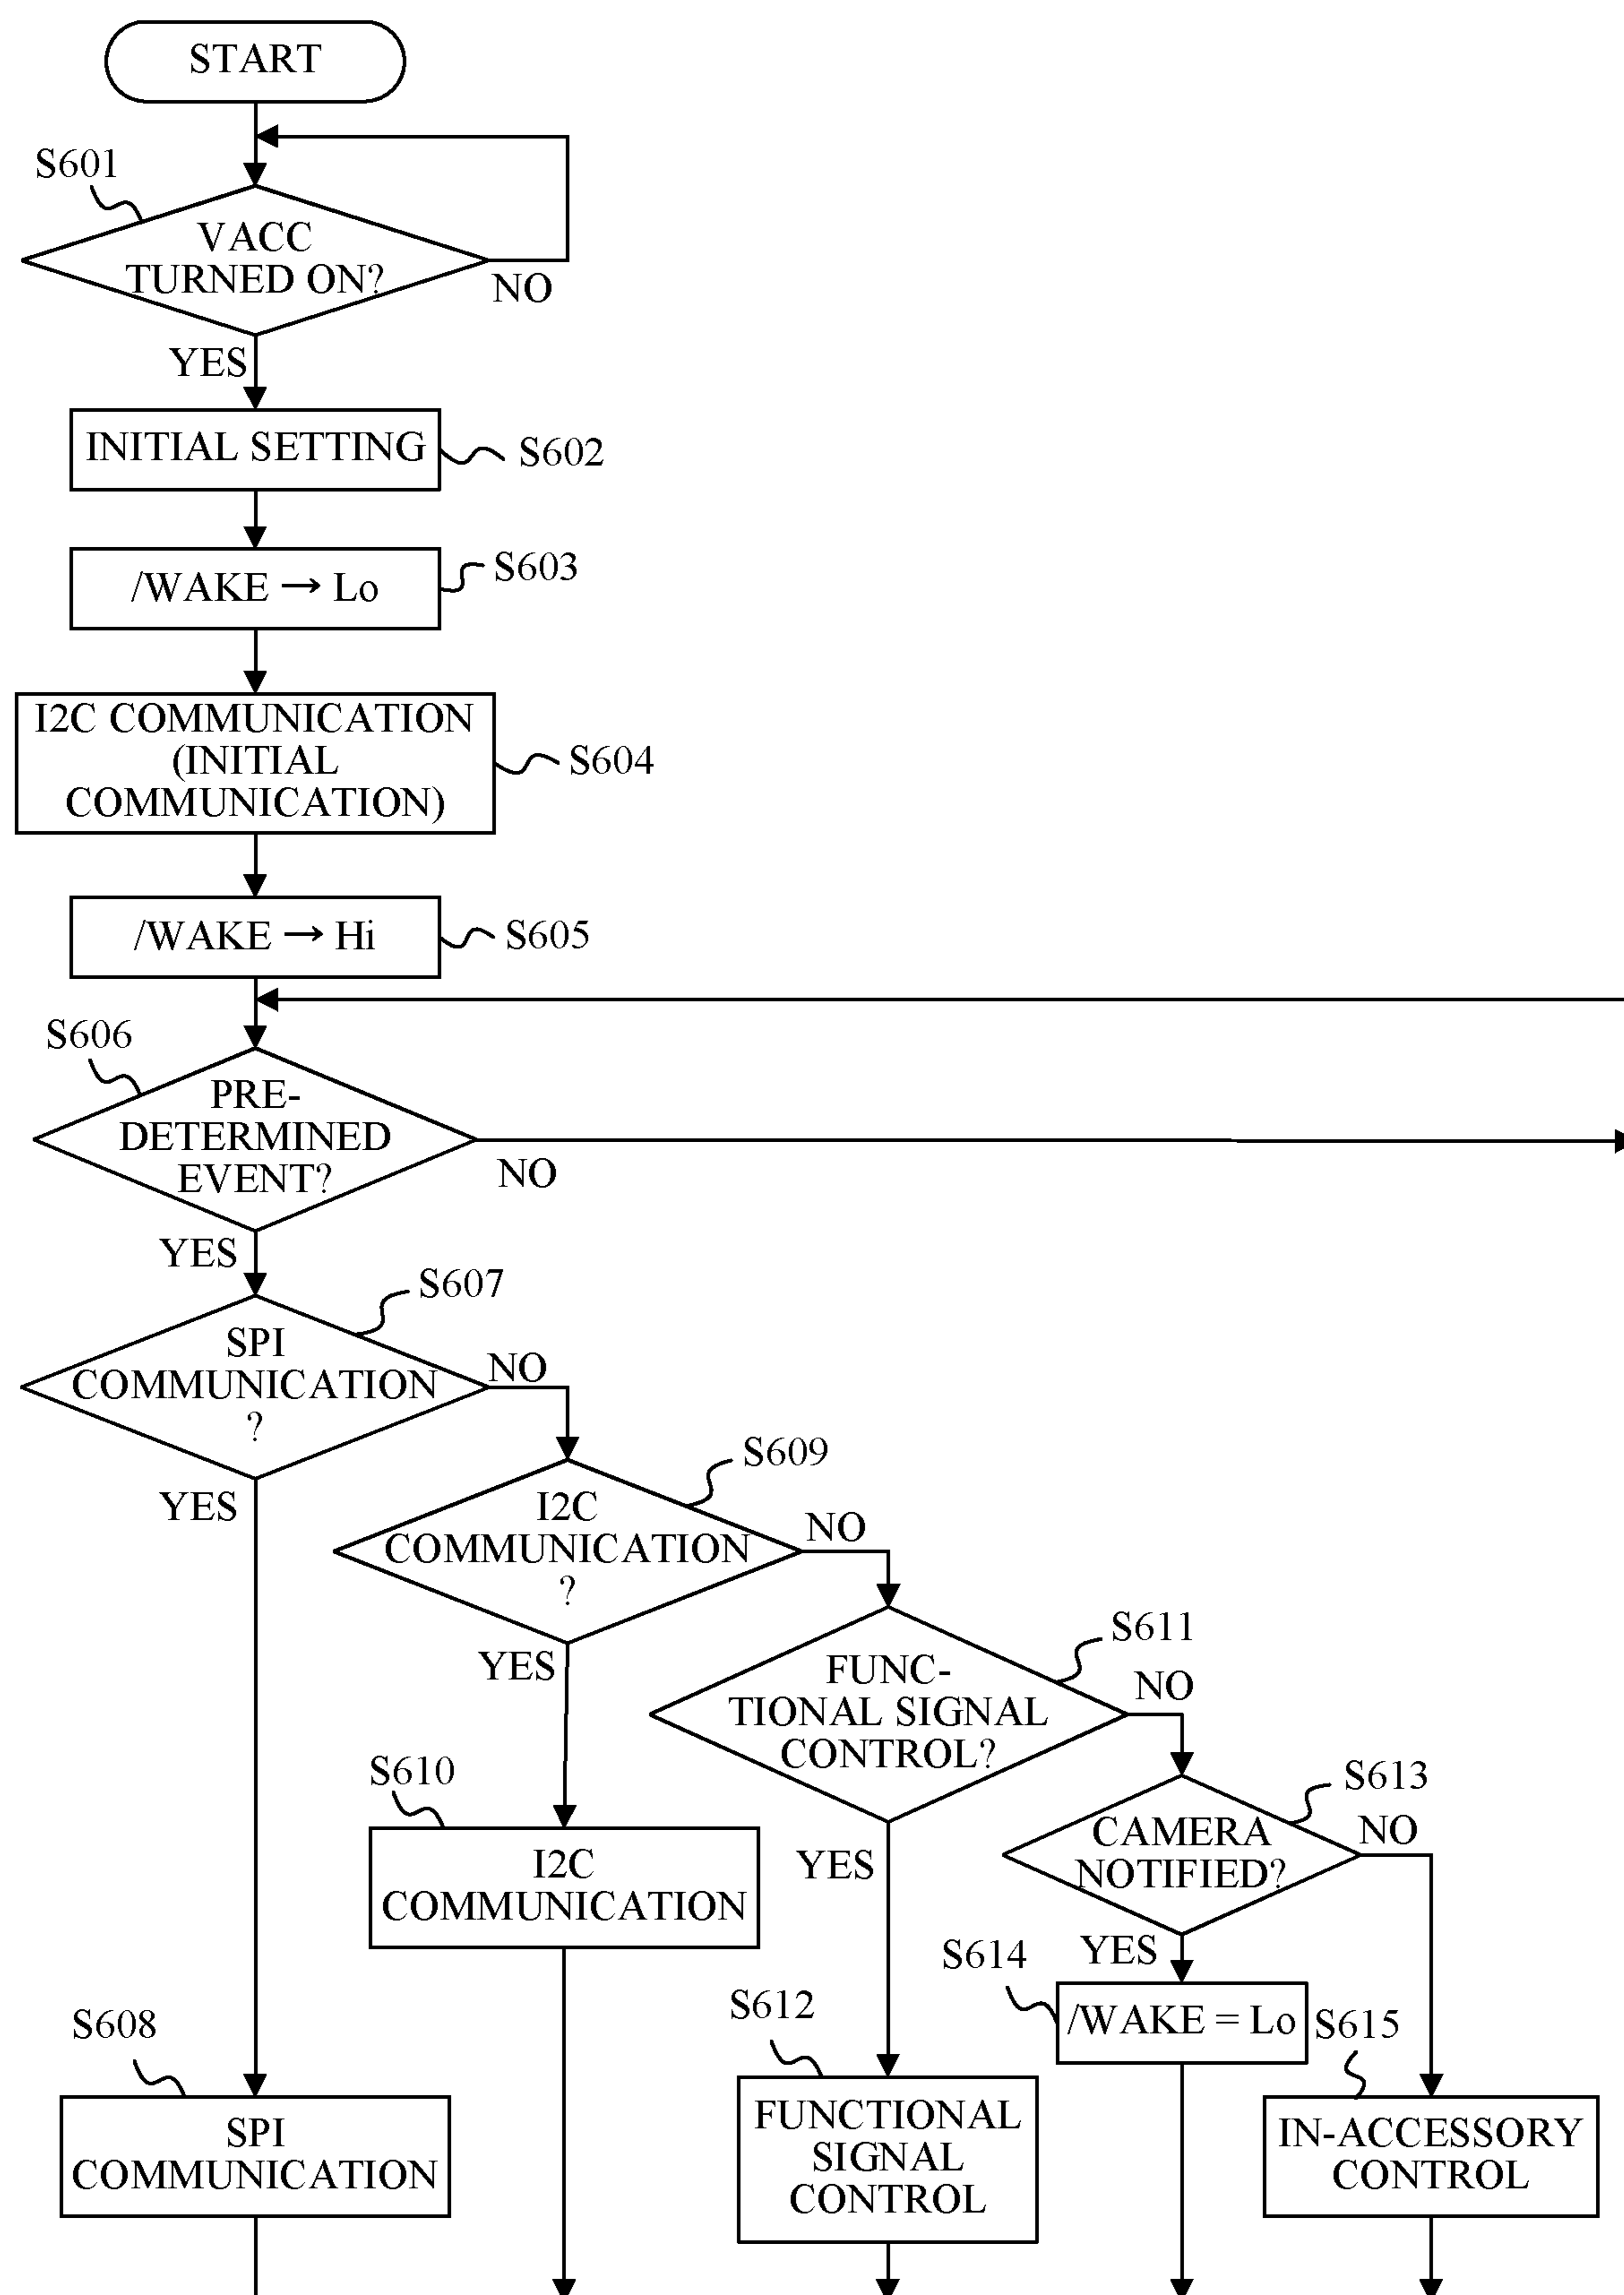 START
S601
VACC
TURNED ON?
NO
YES
INITIAL SETTING
S602
/WAKE → Lo
S603
I2C COMMUNICATION
(INITIAL
COMMUNICATION)
S604
/WAKE → Hi
S605
S606
PRE-
DETERMINED
EVENT?
NO
YES
S607
SPI
COMMUNICATION
?
NO
YES
S609
I2C
COMMUNICATION
?
NO
YES
S611
FUNC-
TIONAL SIGNAL
CONTROL?
NO
YES
S610
I2C
COMMUNICATION
S613
CAMERA
NOTIFIED?
NO
YES
S614
/WAKE = Lo
S615
S612
S608
SPI
COMMUNICATION
FUNCTIONAL
SIGNAL
CONTROL
IN-ACCESSORY
CONTROL